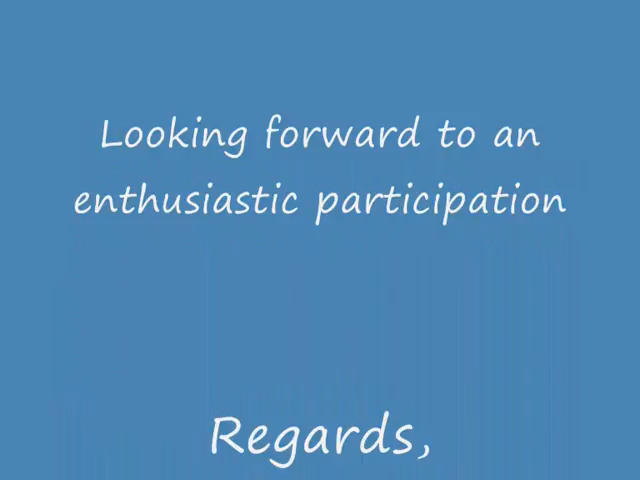 Looking forward to an
enthusiastic participation
Regards,